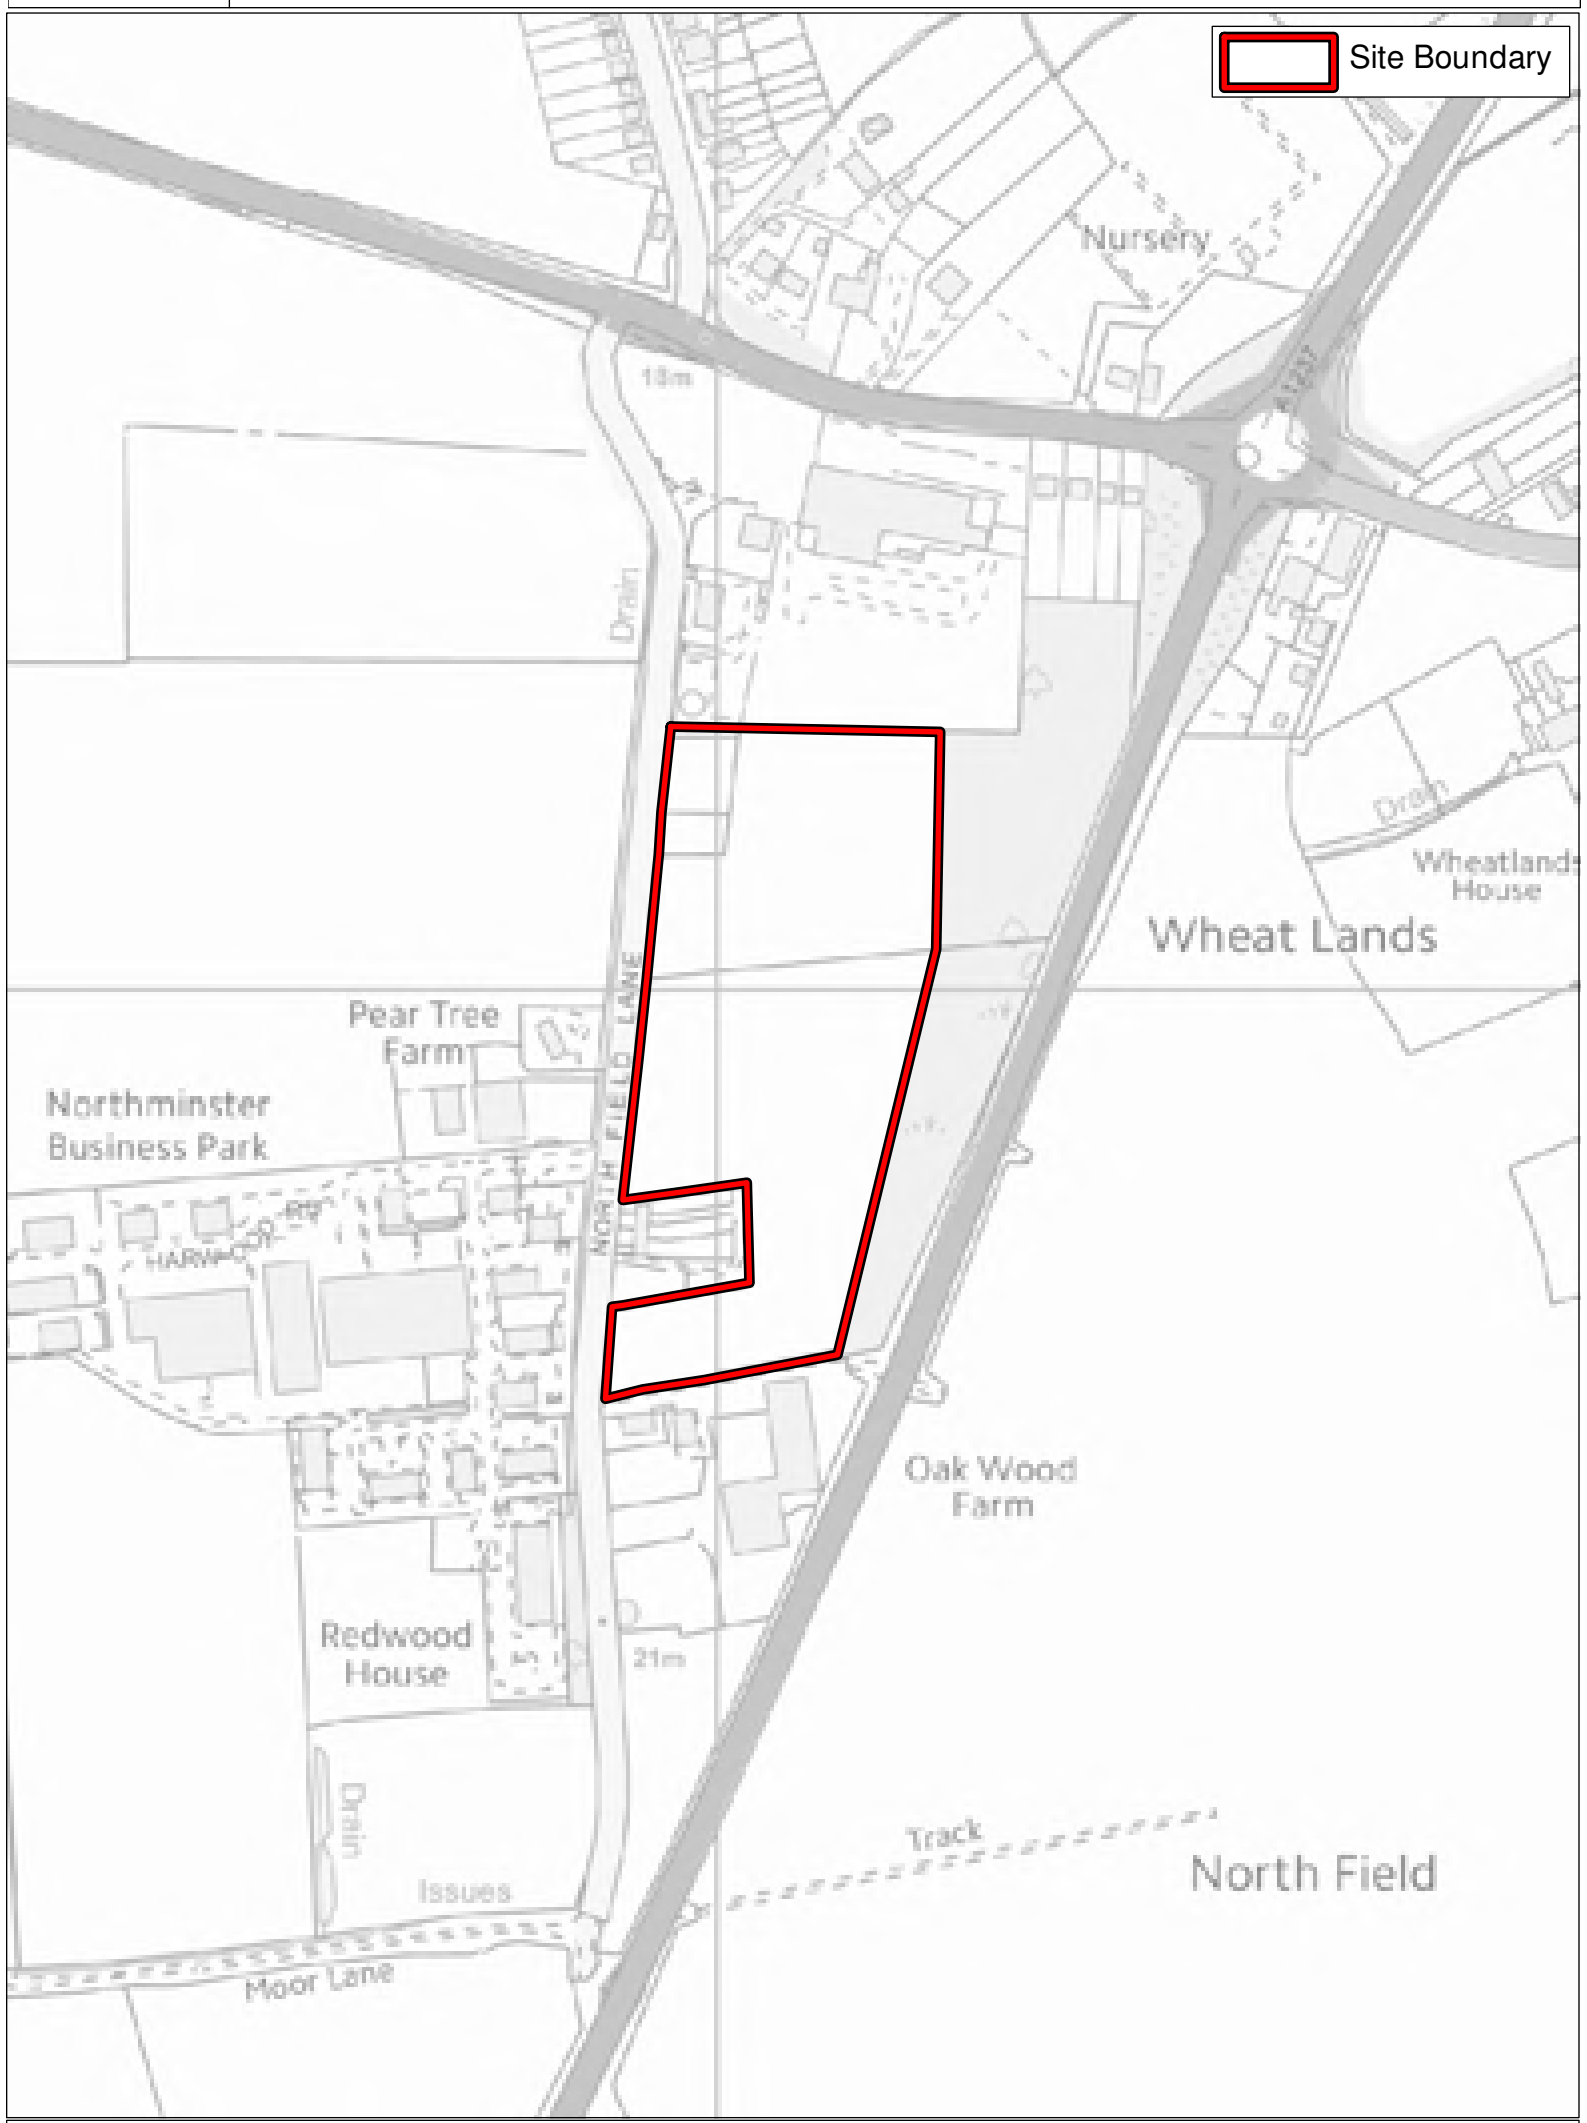 Site Boundary
Nursery
A1237
18m
Drain
Drain
Wheatlands
House
Wheat Lands
NORTH FIELD LANE
Pear Tree
Farm
Northminster
Business Park
Oak Wood
Farm
Redwood
House
21m
Drain
Track
North Field
Issues
Moor Lane